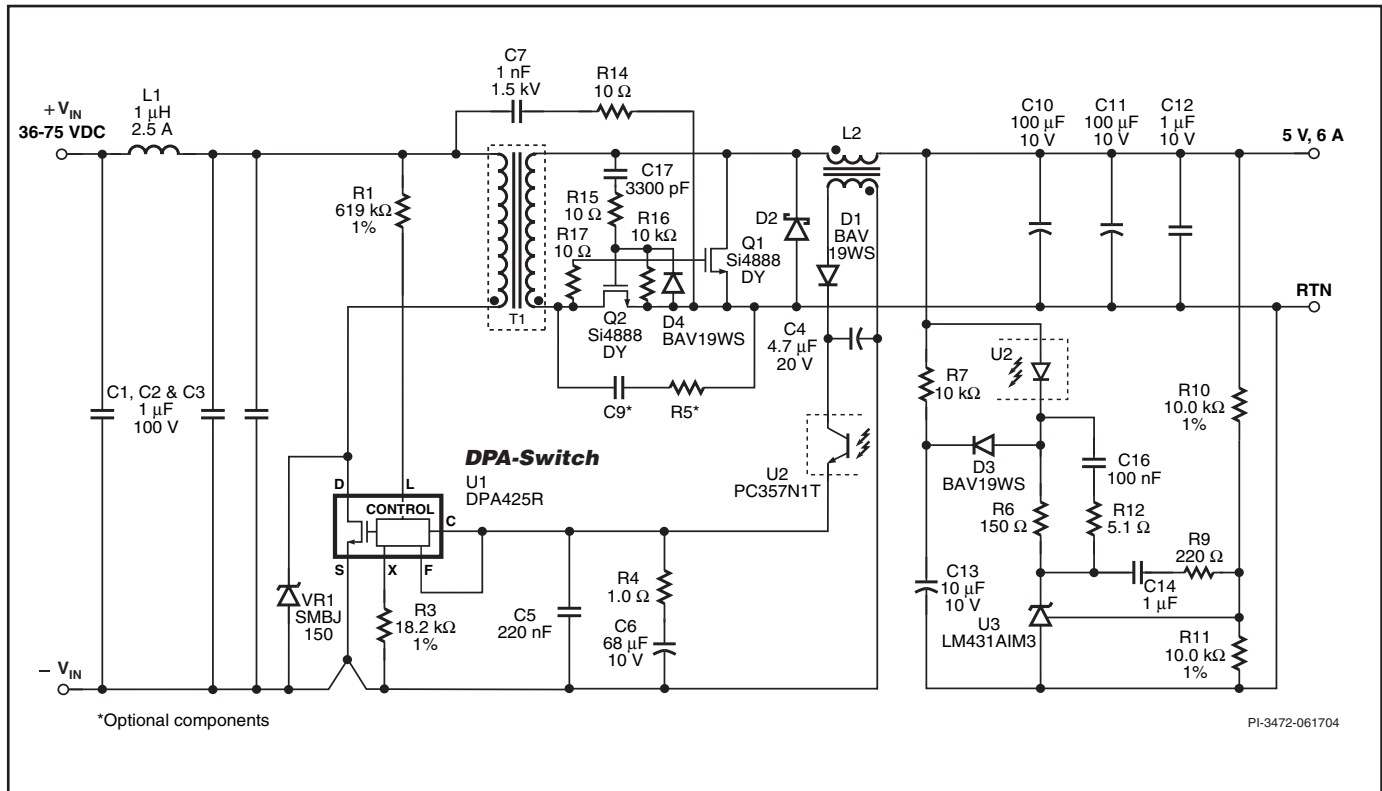 C7
1 nF
1.5 kV
R14
10 Ω
+ VIN
36-75 VDC
L1
1 μH
2.5 A
L2
C10
100 μF
10 V
C11
100 μF
10 V
C12
1 μF
10 V
5 V, 6 A
R1
619 kΩ
1%
C17
3300 pF
R15
10 Ω
R16
10 kΩ
R17
10 Ω
Q1
Si4888
DY
D2
D1
BAV
19WS
RTN
T1
Q2
Si4888
DY
D4
BAV19WS
C4
4.7 μF
20 V
U2
R7
10 kΩ
R10
10.0 kΩ
1%
C1, C2 & C3
1 μF
100 V
C9*
R5*
DPA-Switch
U1
DPA425R
U2
PC357N1T
D3
BAV19WS
C16
100 nF
R6
150 Ω
R12
5.1 Ω
R9
220 Ω
D
L
CONTROL
C
S
X
F
VR1
SMBJ
150
R3
18.2 kΩ
1%
C5
220 nF
R4
1.0 Ω
C6
68 μF
10 V
C13
10 μF
10 V
C14
1 μF
U3
LM431AIM3
R11
10.0 kΩ
1%
− VIN
*Optional components
PI-3472-061704